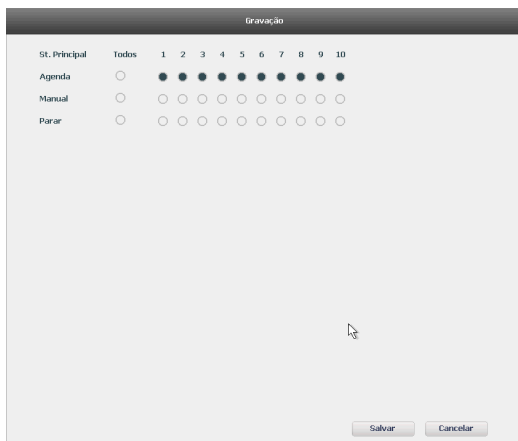 Gravação
St. Principal Todos 1 2 3 4 5 6 7 8 9 10
Agenda
Manual
Parar
Salvar Cancelar